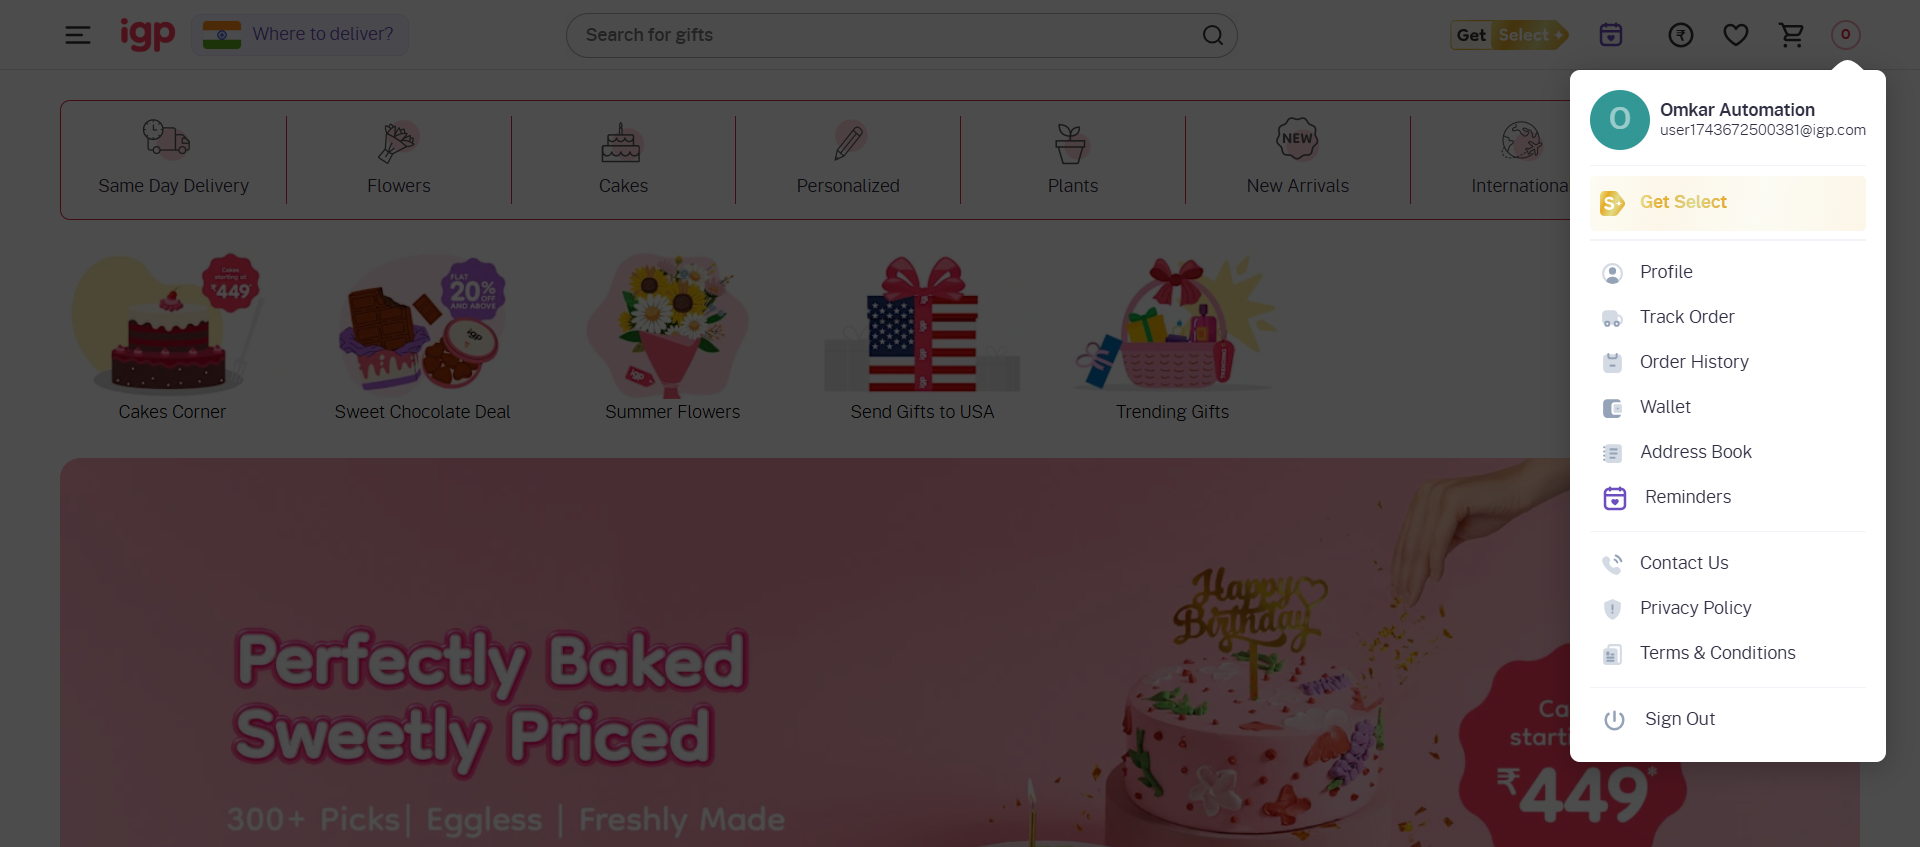 igp
Where to deliver?
Search for gifts
Get Select
₹
O
Omkar Automation
user1743672500381@igp.com
Get Select
Profile
Track Order
Order History
Wallet
Address Book
Reminders
Contact Us
Privacy Policy
Terms & Conditions
Sign Out
Same Day Delivery
Flowers
Cakes
Personalized
Plants
NEW
New Arrivals
Internationa
Cakes
starting at
₹449*
Cakes Corner
FLAT
20%
OFF
AND ABOVE
igp
Sweet Chocolate Deal
igp
Summer Flowers
Send Gifts to USA
Trending Gifts
Perfectly Baked
Sweetly Priced
300+ Picks| Eggless | Freshly Made
Happy
Birthday
Ca
starti
₹449*